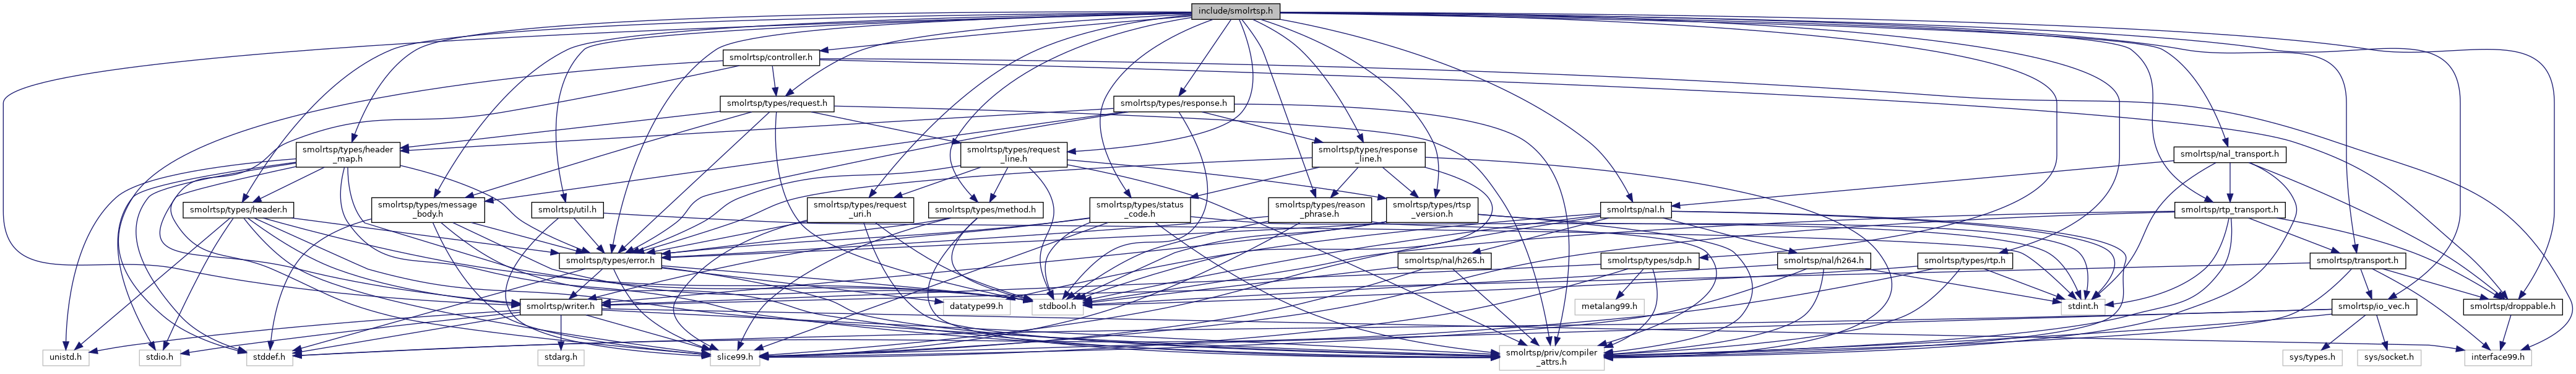 include/smolrtsp.h
smolrtsp/controller.h
smolrtsp/types/request.h
smolrtsp/types/response.h
smolrtsp/types/header
_map.h
smolrtsp/types/request
_line.h
smolrtsp/types/response
_line.h
smolrtsp/nal_transport.h
smolrtsp/types/header.h
smolrtsp/types/message
_body.h
smolrtsp/util.h
smolrtsp/types/request
_uri.h
smolrtsp/types/method.h
smolrtsp/types/status
_code.h
smolrtsp/types/reason
_phrase.h
smolrtsp/types/rtsp
_version.h
smolrtsp/nal.h
smolrtsp/rtp_transport.h
smolrtsp/types/error.h
smolrtsp/nal/h265.h
smolrtsp/types/sdp.h
smolrtsp/nal/h264.h
smolrtsp/types/rtp.h
smolrtsp/transport.h
smolrtsp/writer.h
datatype99.h
stdbool.h
metalang99.h
stdint.h
smolrtsp/io_vec.h
smolrtsp/droppable.h
unistd.h
stdio.h
stddef.h
stdarg.h
slice99.h
smolrtsp/priv/compiler
_attrs.h
sys/types.h
sys/socket.h
interface99.h